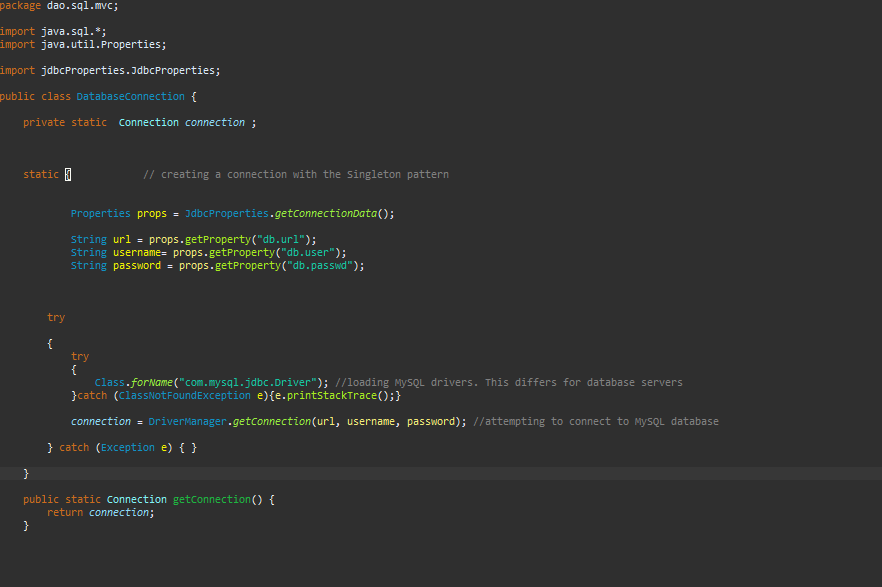 package dao.sql.mvc;
import java.sql.*;
import java.util.Properties;
import jdbcProperties.JdbcProperties;
public class DatabaseConnection {
private static  Connection connection ;
static {            // creating a connection with the Singleton pattern
Properties props = JdbcProperties.getConnectionData();
String url = props.getProperty("db.url");
String username= props.getProperty("db.user");
String password = props.getProperty("db.passwd");
try
{
try
{
Class.forName("com.mysql.jdbc.Driver"); //loading MySQL drivers. This differs for database servers
}catch (ClassNotFoundException e){e.printStackTrace();}
connection = DriverManager.getConnection(url, username, password); //attempting to connect to MySQL database
} catch (Exception e) { }
}
public static Connection getConnection() {
return connection;
}